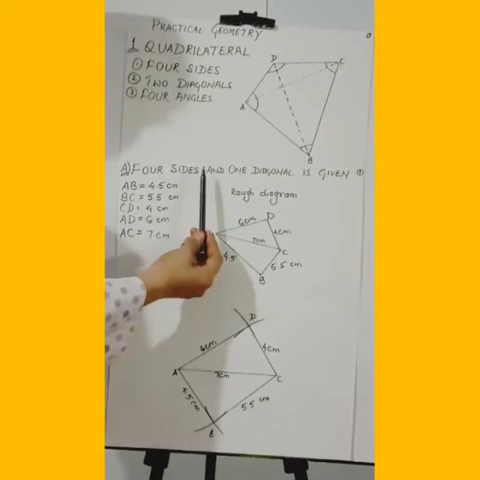 PRACTICAL GEOMETRY
1 QUADRILATERAL
① FOUR SIDES
② TWO DIAGONALS
③ FOUR ANGLES
D
C
A
B
A) FOUR SIDES AND ONE DIAGONAL IS GIVEN
AB = 4.5 cm
BC = 5.5 cm
CD = 4 cm
AD = 6 cm
AC = 7 cm
Rough diagram
D
6cm
4cm
7cm
C
4.5
5.5 cm
B
D
6cm
4cm
A
7cm
C
4.5 cm
5.5 cm
B